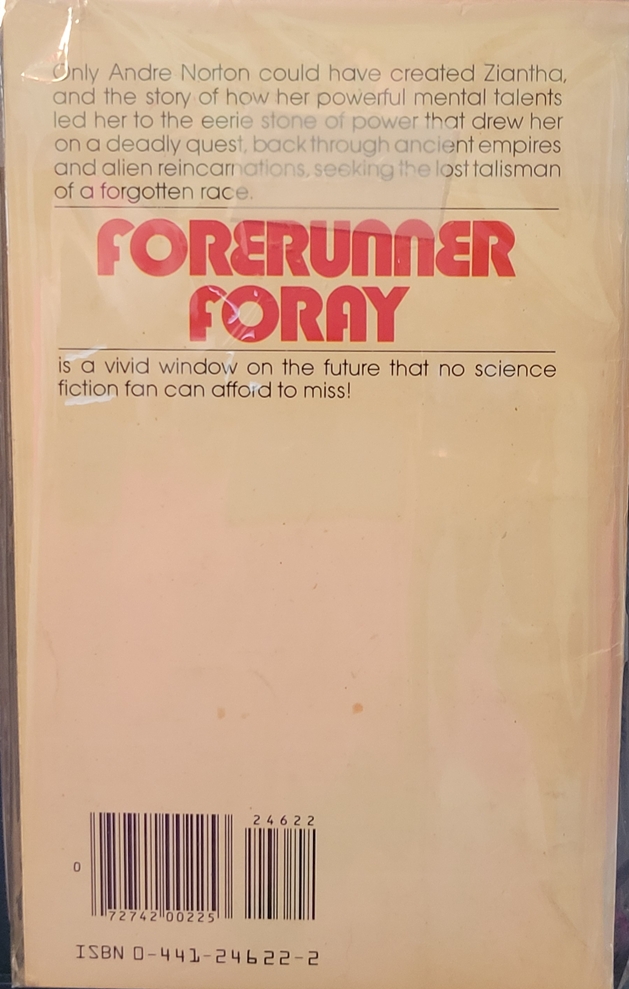 Only Andre Norton could have created Ziantha,
and the story of how her powerful mental talents
led her to the eerie stone of power that drew her
on a deadly quest, back through ancient empires
and alien reincarnations, seeking the lost talisman
of a forgotten race.
FORERUNNER
FORAY
is a vivid window on the future that no science
fiction fan can afford to miss!
24622
0
72742 00225
ISBN 0-441-24622-2